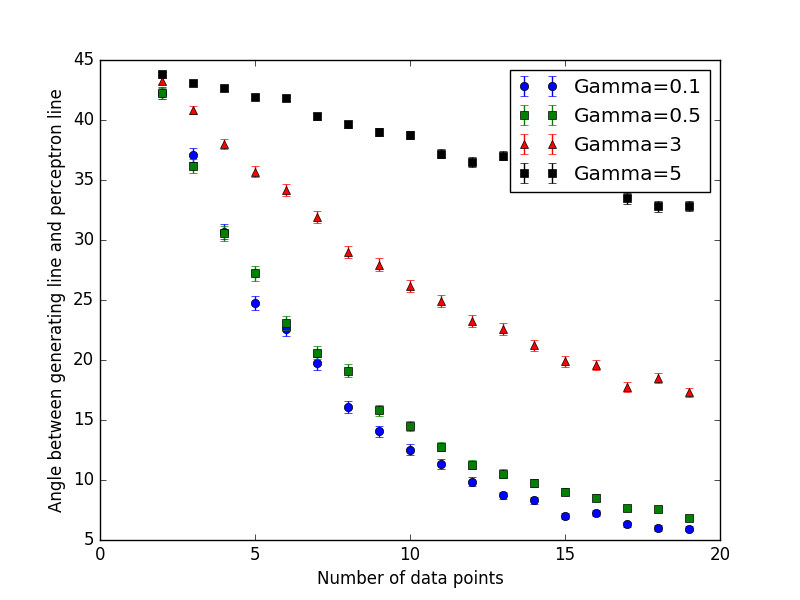 45
40
35
30
25
20
15
10
5
Angle between generating line and perceptron line
Gamma=0.1
Gamma=0.5
Gamma=3
Gamma=5
0 5 10 15 20
Number of data points